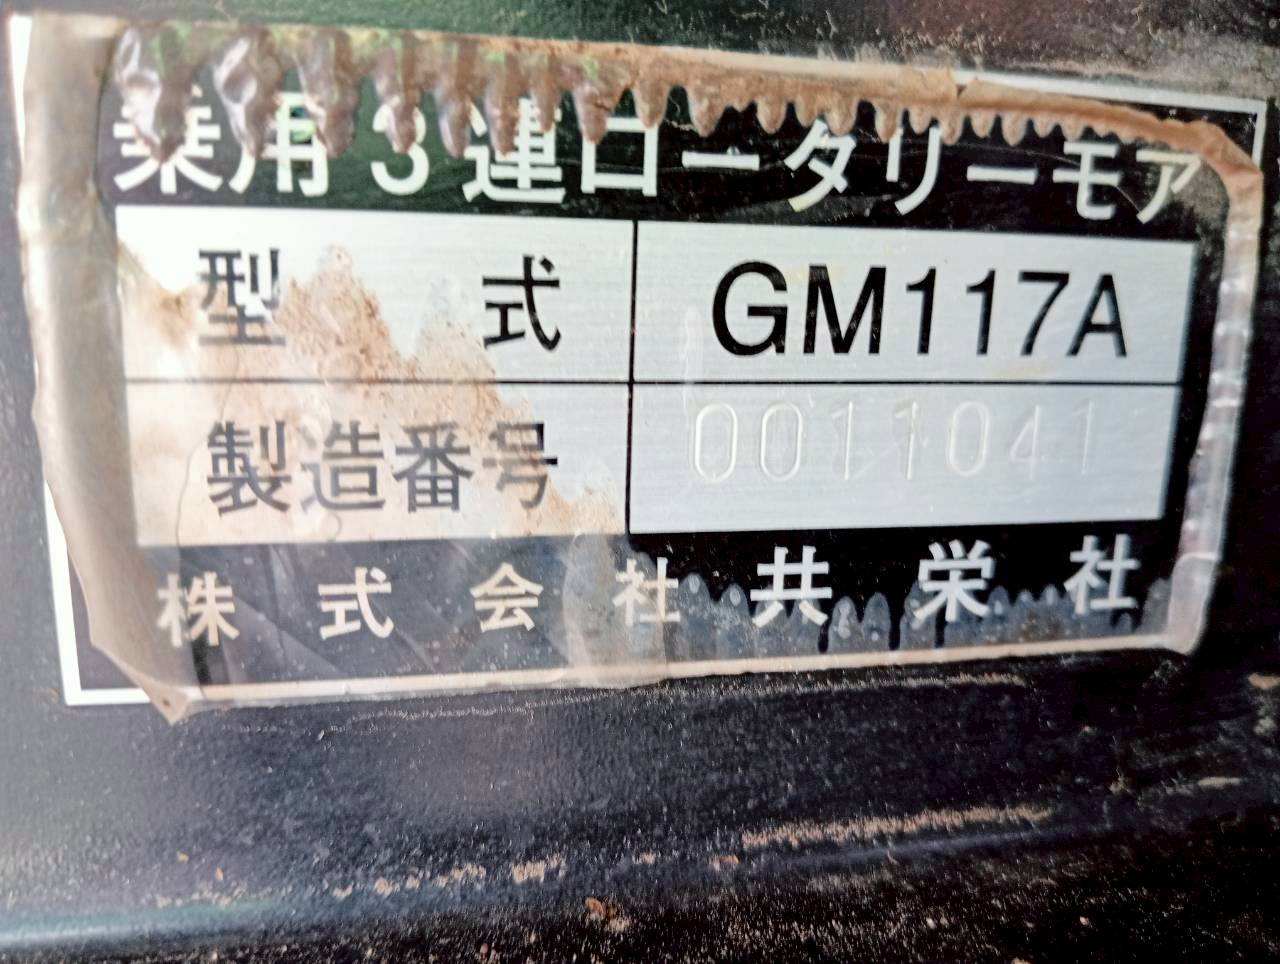 乗用3連ロータリーモア
型式 GM117A
製造番号 0011041
株式会社共栄社